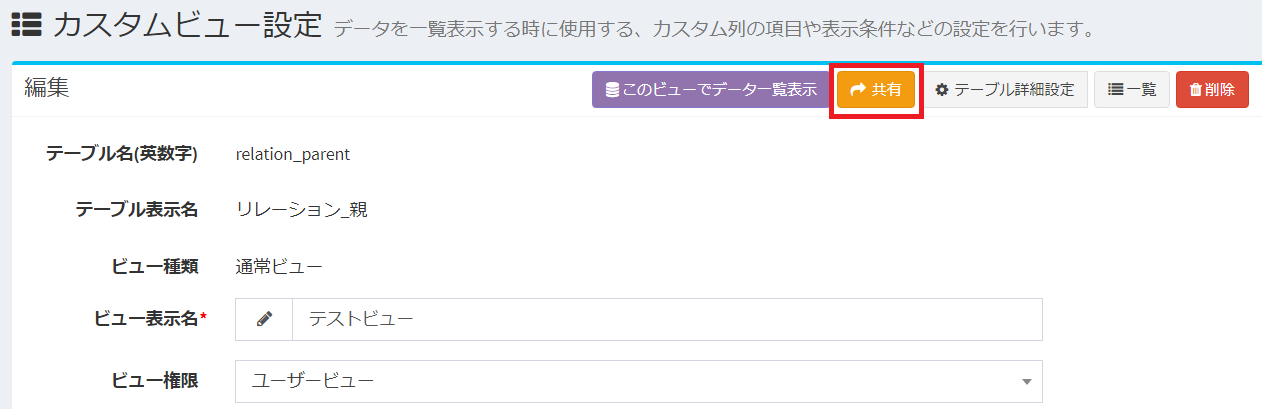 カスタムビュー設定 データを一覧表示する時に使用する、カスタム列の項目や表示条件などの設定を行います。
編集 このビューでデータ一覧表示 共有 テーブル詳細設定 一覧 削除
テーブル名(英数字) relation_parent
テーブル表示名 リレーション_親
ビュー種類 通常ビュー
ビュー表示名* テストビュー
ビュー権限 ユーザービュー